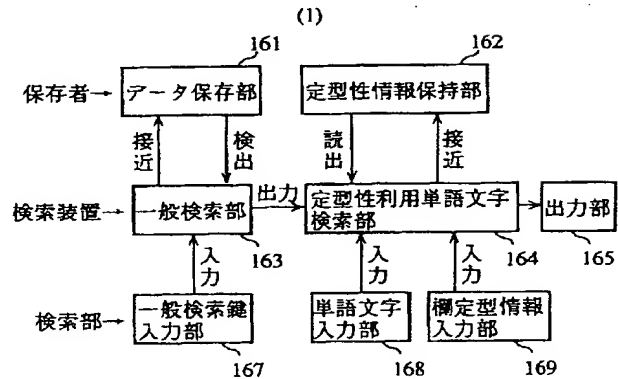 (1)
161
162
保存者→
データ保存部
定型性情報保持部
接近
検出
読出
接近
検索装置→
一般検索部
出力
定型性利用単語文字
検索部
出力部
163
164
165
入力
入力
入力
検索部→
一般検索鍵
入力部
単語文字
入力部
欄定型情報
入力部
167
168
169